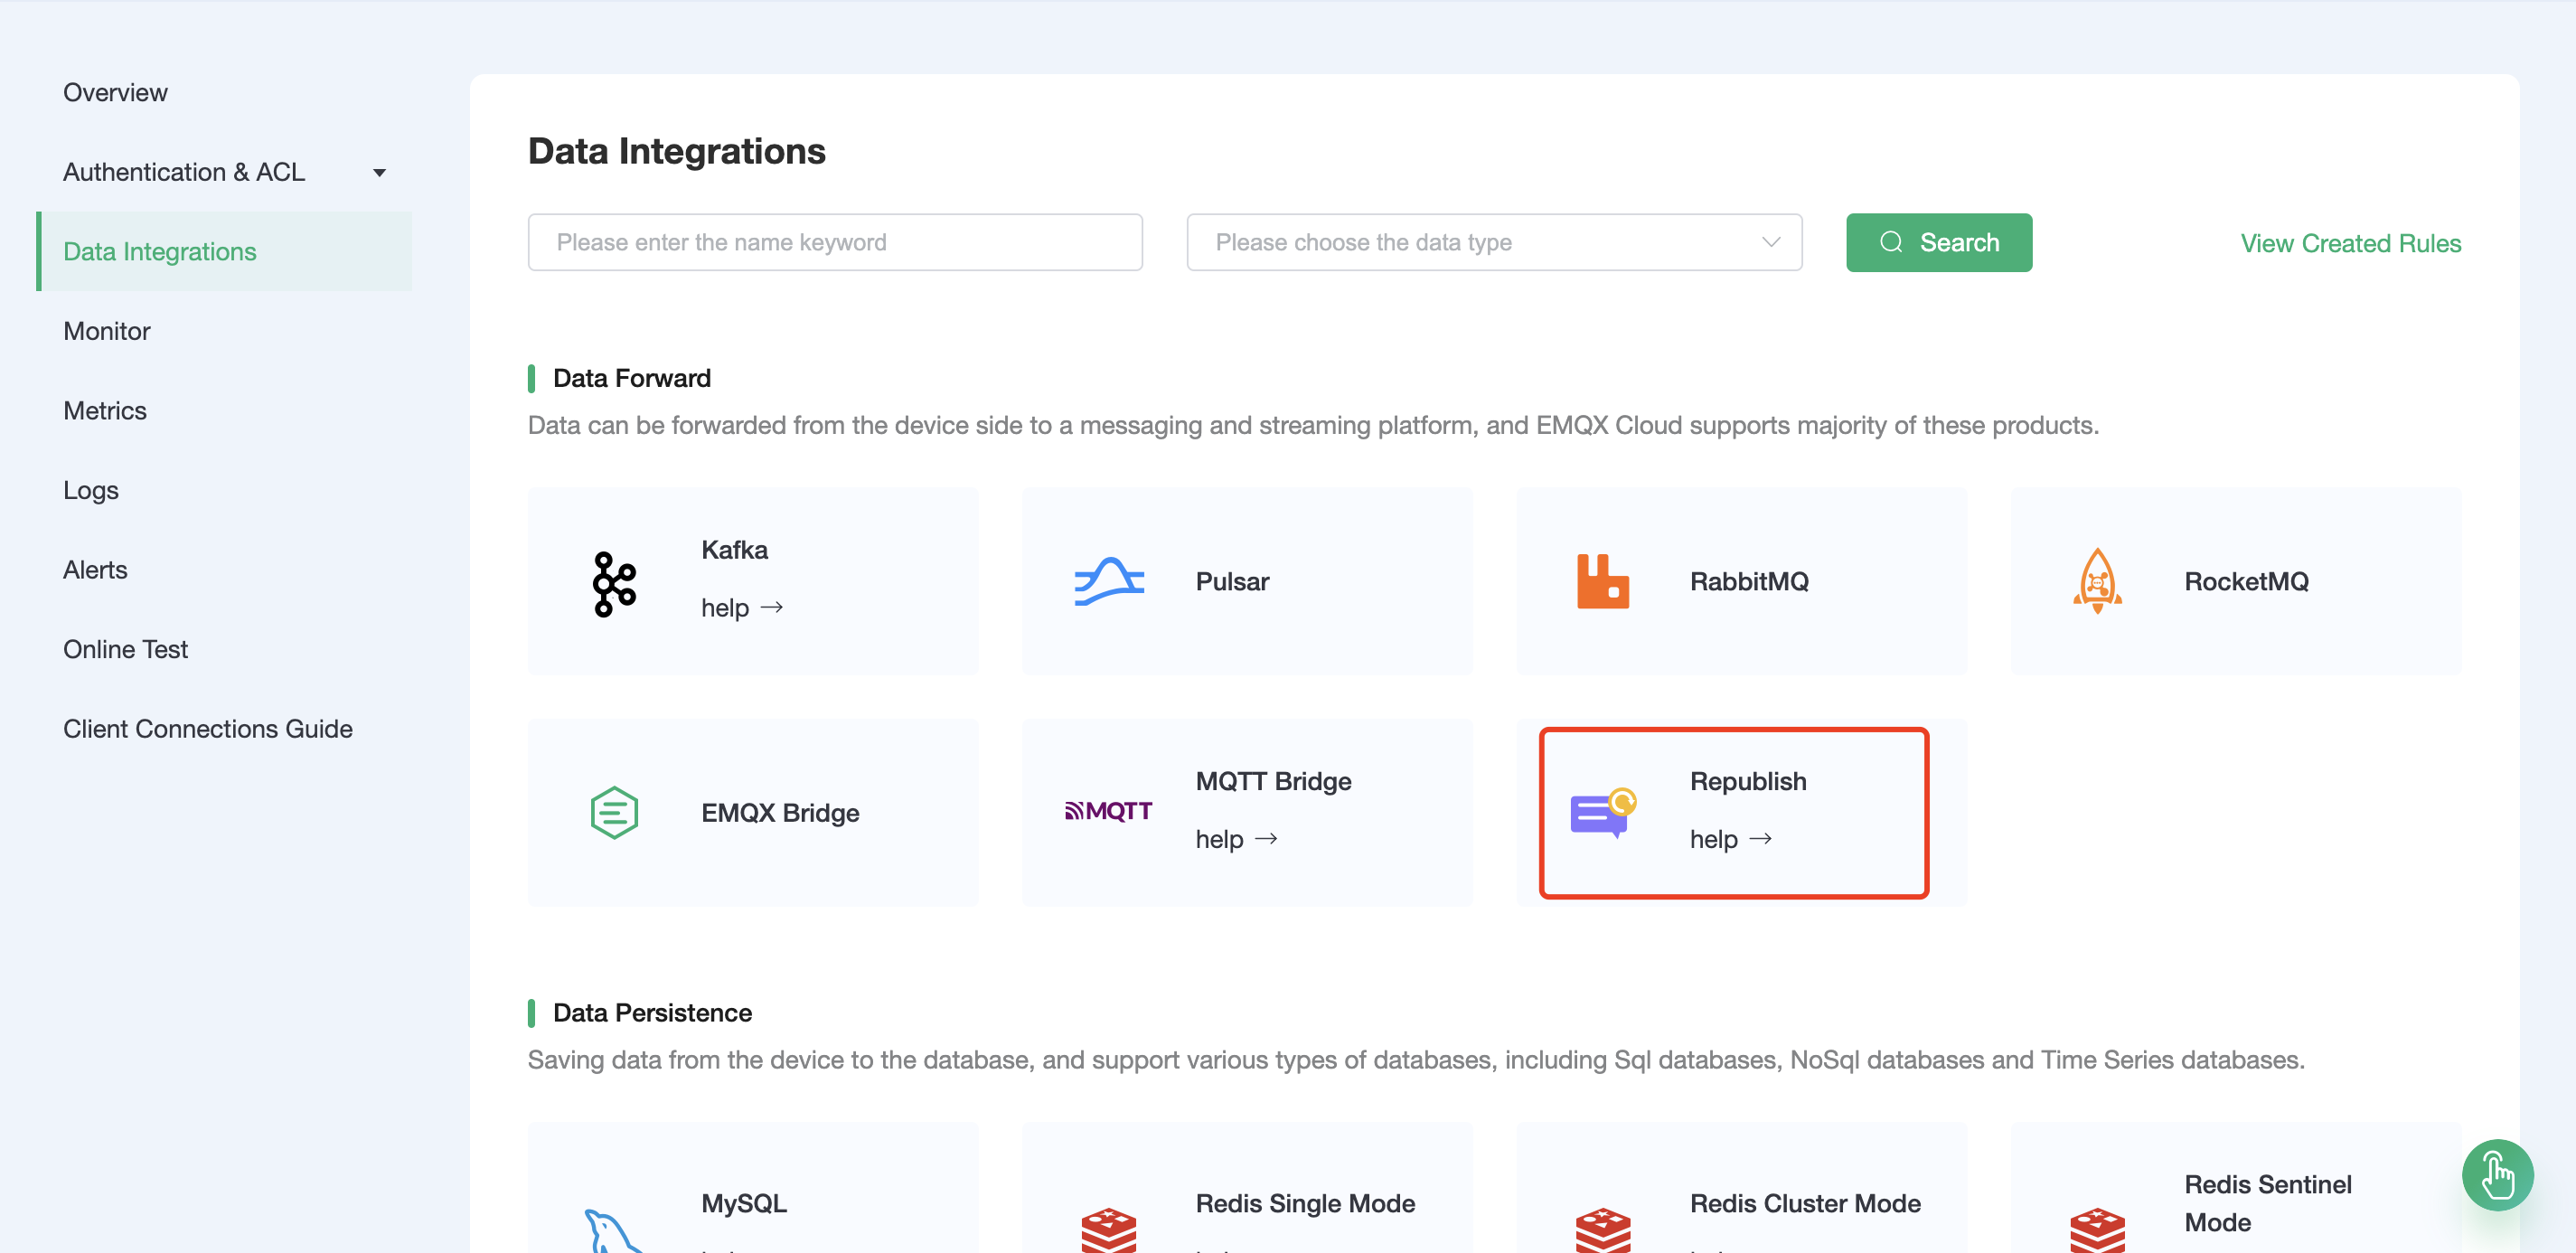 Overview
Authentication & ACL
Data Integrations
Monitor
Metrics
Logs
Alerts
Online Test
Client Connections Guide
Data Integrations
Please enter the name keyword
Please choose the data type
Search
View Created Rules
Data Forward
Data can be forwarded from the device side to a messaging and streaming platform, and EMQX Cloud supports majority of these products.
Kafka
help
Pulsar
RabbitMQ
RocketMQ
EMQX Bridge
MQTT
MQTT Bridge
help
Republish
help
Data Persistence
Saving data from the device to the database, and support various types of databases, including Sql databases, NoSql databases and Time Series databases.
MySQL
Redis Single Mode
Redis Cluster Mode
Redis Sentinel
Mode